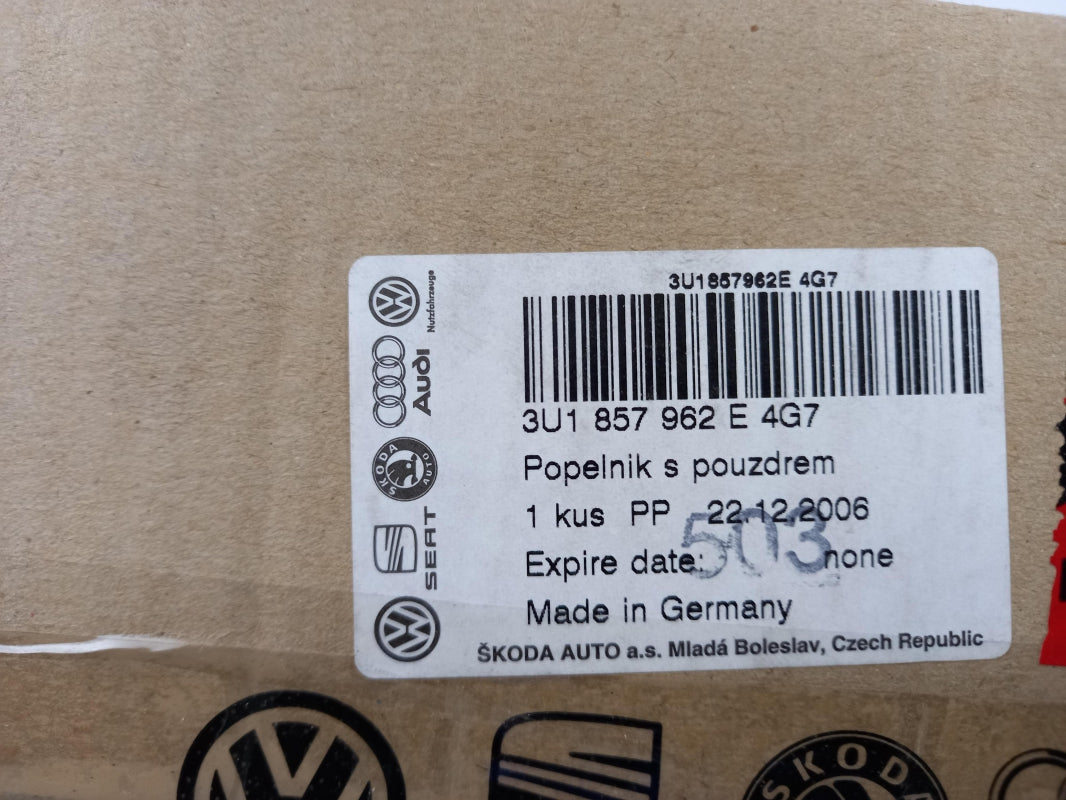 3U1857962E 4G7
3U1 857 962 E 4G7
Popelnik s pouzdrem
1 kus PP 22.12.2006
503
Expire date: none
Made in Germany
ŠKODA AUTO a.s. Mladá Boleslav, Czech Republic
Nutzfahrzeuge
Audi
ŠKODA AUTO
SEAT
ŠKODA